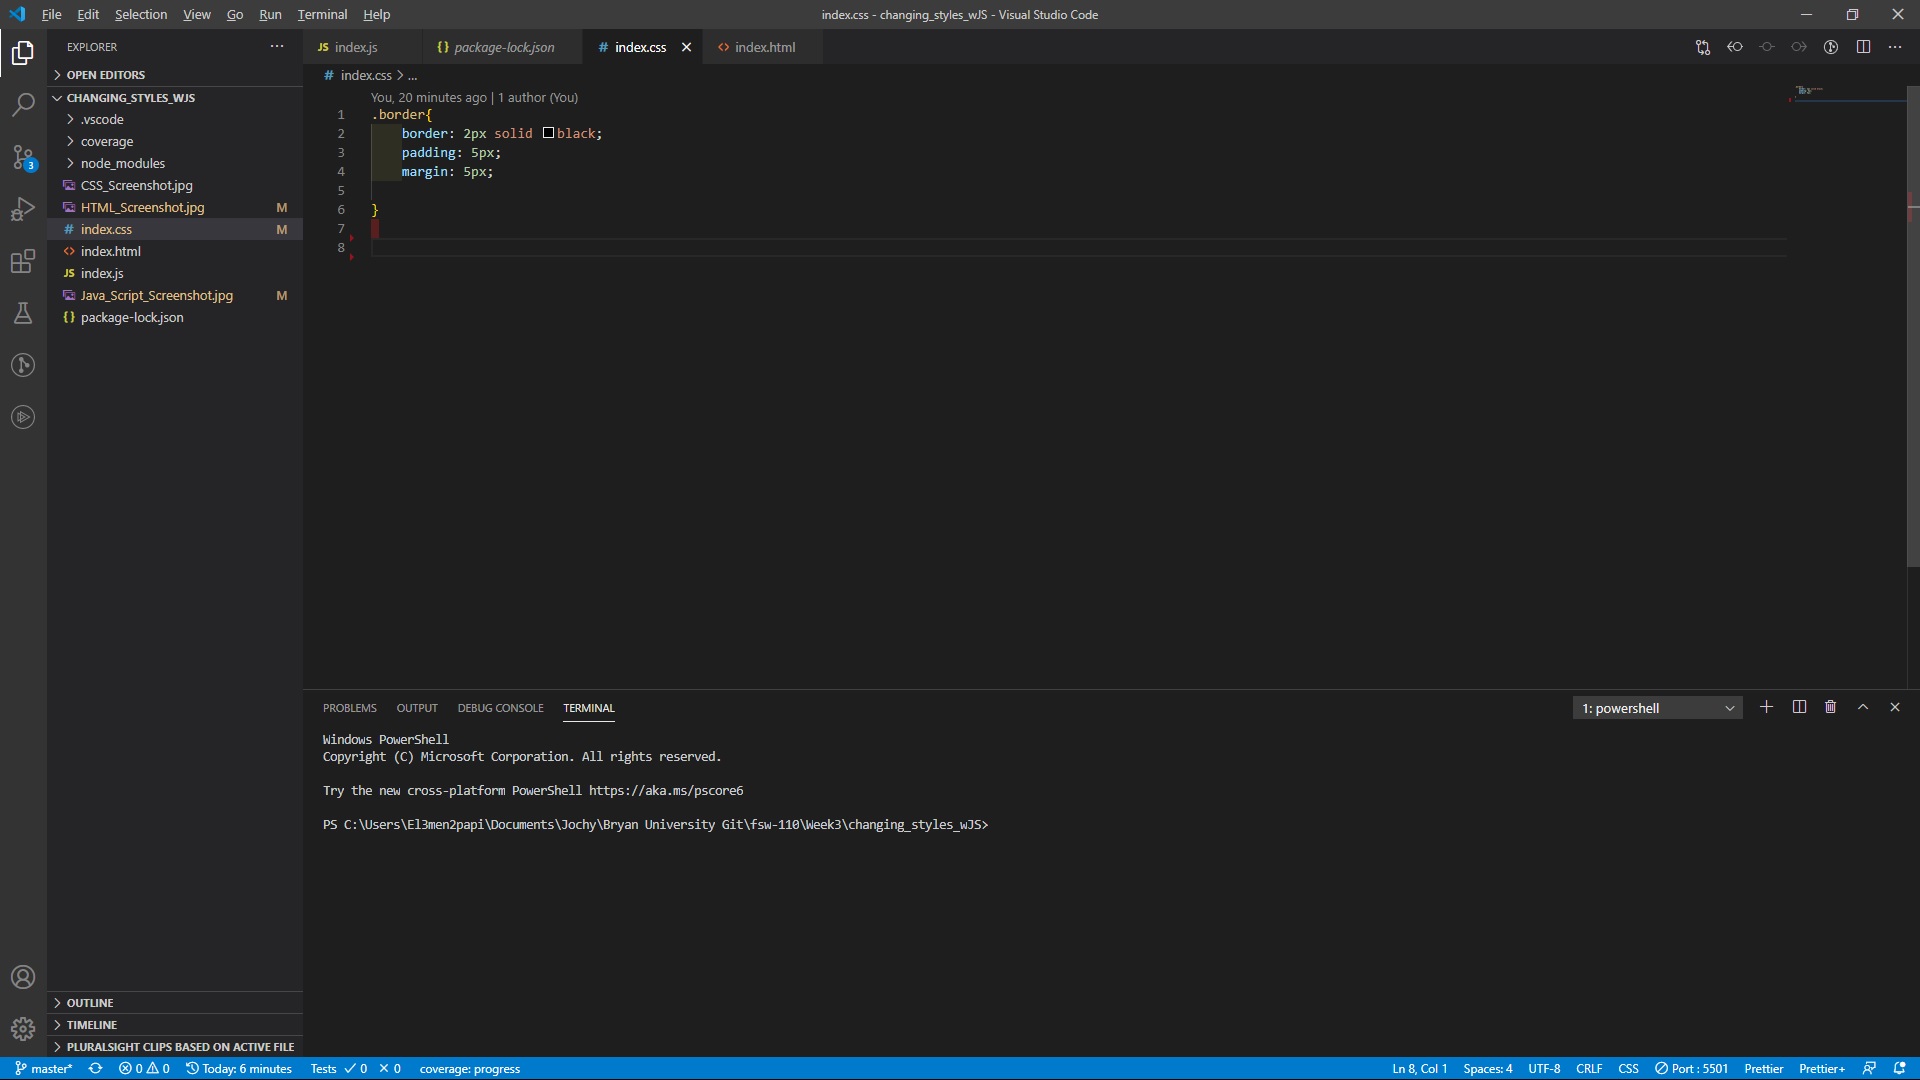 File Edit Selection View Go Run Terminal Help
index.css - changing_styles_wJS - Visual Studio Code
EXPLORER
OPEN EDITORS
CHANGING_STYLES_WJS
.vscode
coverage
node_modules
CSS_Screenshot.jpg
HTML_Screenshot.jpg M
# index.css M
<> index.html
JS index.js
Java_Script_Screenshot.jpg M
{} package-lock.json
OUTLINE
TIMELINE
PLURALSIGHT CLIPS BASED ON ACTIVE FILE
3
JS index.js
{} package-lock.json
# index.css
<> index.html
# index.css > ...
You, 20 minutes ago | 1 author (You)
1 .border{
2 border: 2px solid black;
3 padding: 5px;
4 margin: 5px;
5
6 }
7
8
PROBLEMS OUTPUT DEBUG CONSOLE TERMINAL
1: powershell
Windows PowerShell
Copyright (C) Microsoft Corporation. All rights reserved.
Try the new cross-platform PowerShell https://aka.ms/pscore6
PS C:\Users\El3men2papi\Documents\Jochy\Bryan University Git\fsw-110\Week3\changing_styles_wJS>
master* 0 0 Today: 6 minutes Tests 0 0 coverage: progress
Ln 8, Col 1 Spaces: 4 UTF-8 CRLF CSS Port : 5501 Prettier Prettier+